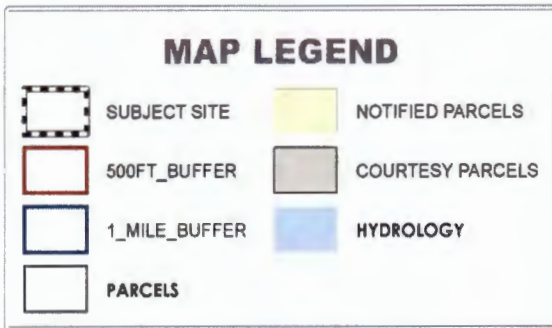 MAP LEGEND
SUBJECT SITE
NOTIFIED PARCELS
500FT_BUFFER
COURTESY PARCELS
1_MILE_BUFFER
HYDROLOGY
PARCELS